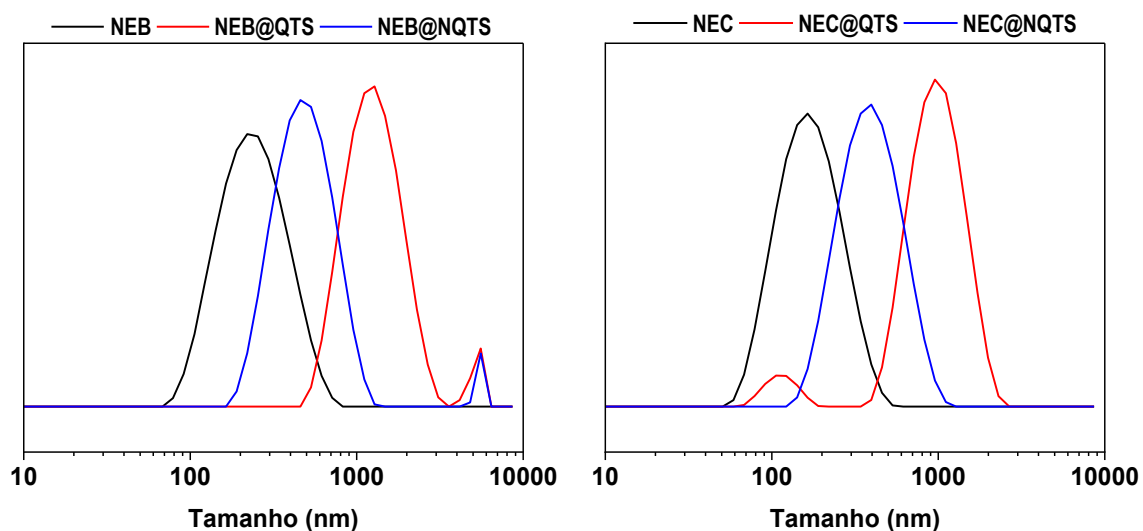 NEB NEB@QTS NEB@NQTS
10 100 1000 10000
Tamanho (nm)
NEC NEC@QTS NEC@NQTS
10 100 1000 10000
Tamanho (nm)